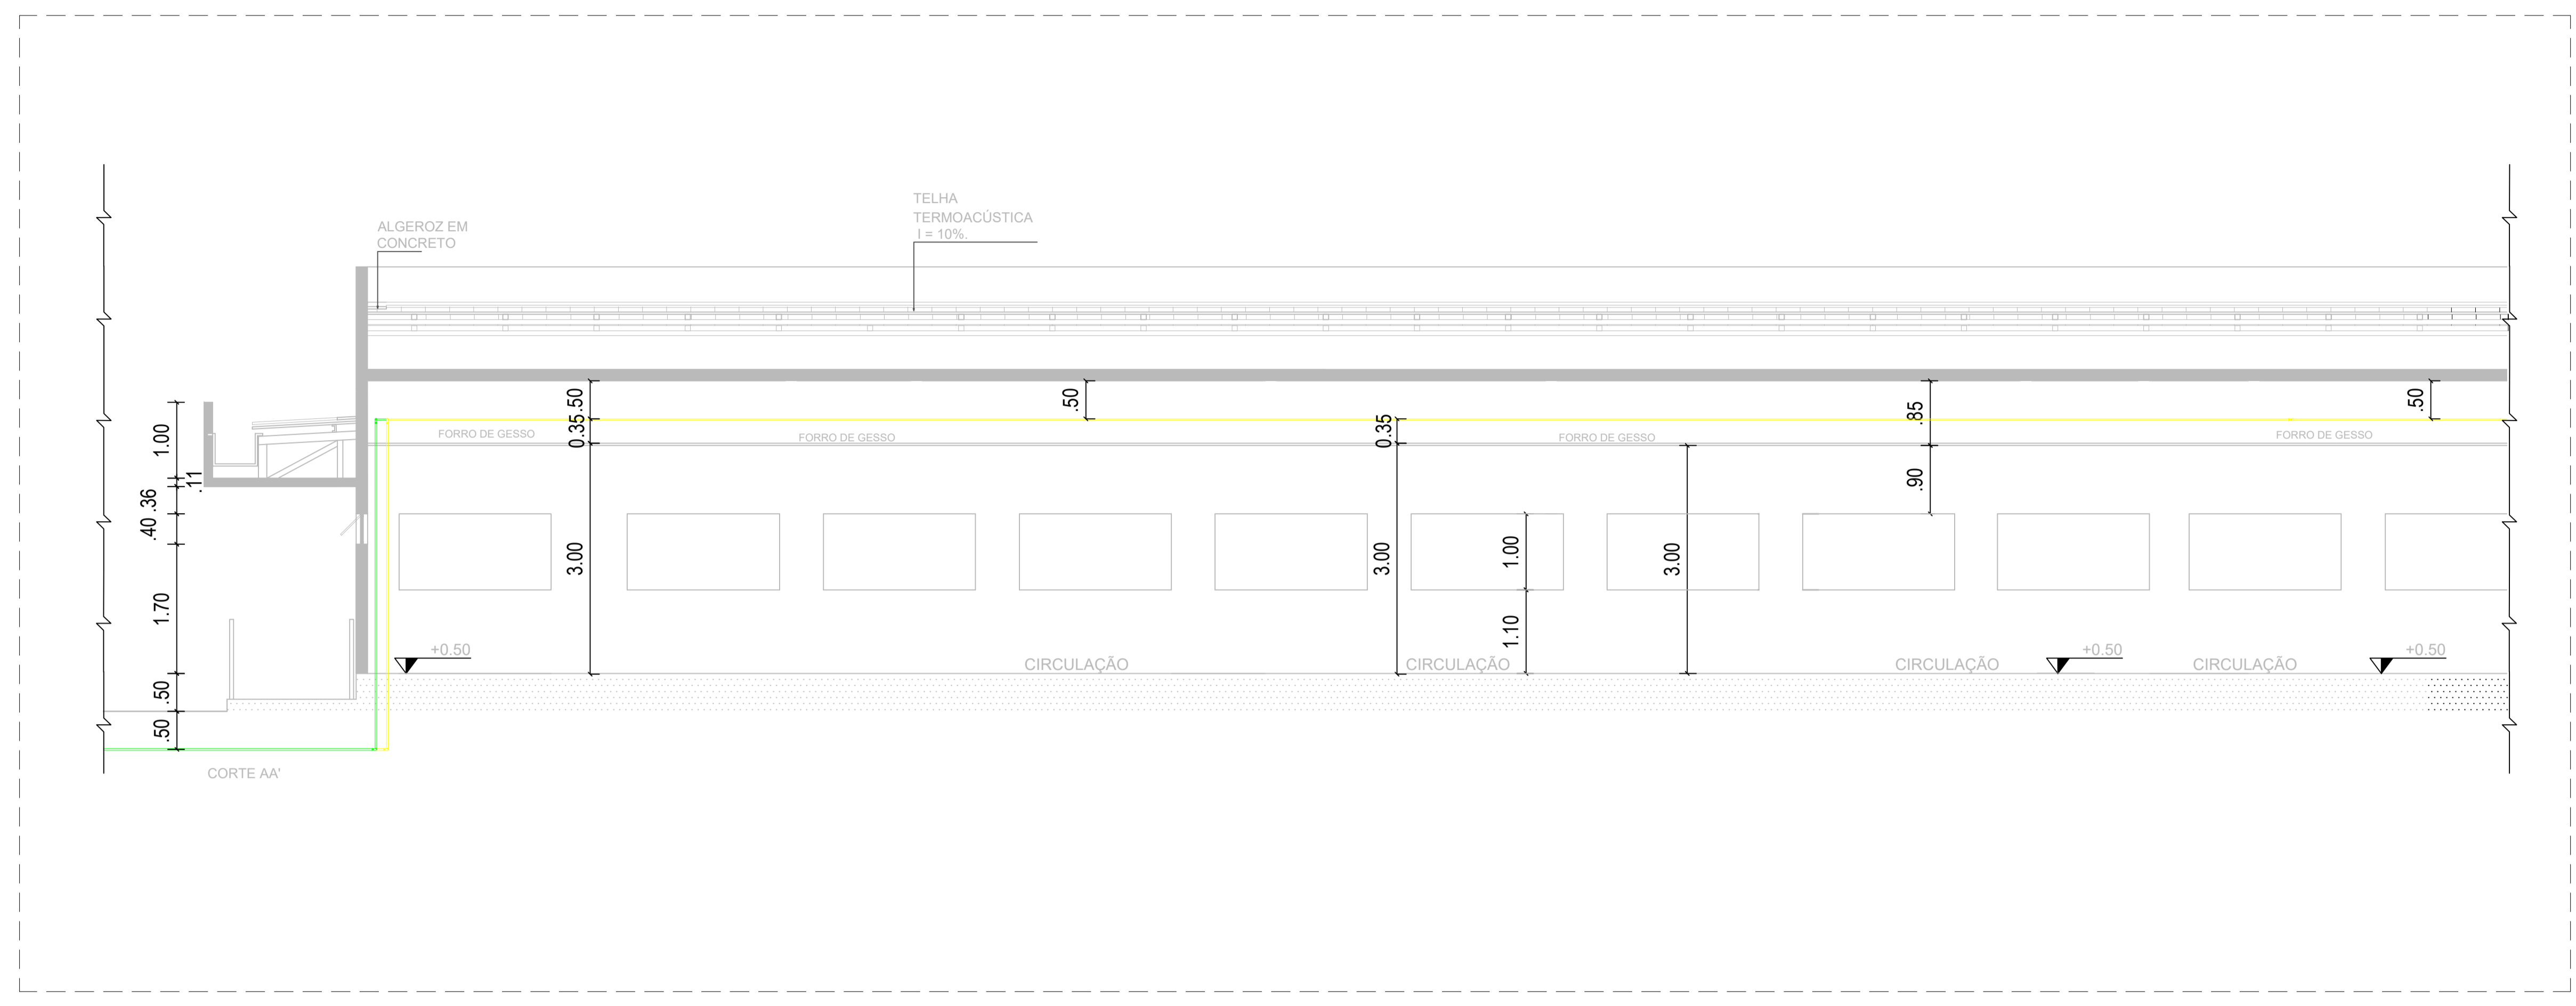 TELHA
TERMOACÚSTICA
I = 10%.
ALGEROZ EM
CONCRETO
.50
.50
.85
.50
1.00
0.35
0.35
FORRO DE GESSO
FORRO DE GESSO
FORRO DE GESSO
FORRO DE GESSO
.11
.36
.40
.90
3.00
3.00
1.00
3.00
1.70
1.10
+0.50
+0.50
+0.50
CIRCULAÇÃO
CIRCULAÇÃO
CIRCULAÇÃO
CIRCULAÇÃO
.50
.50
CORTE AA'